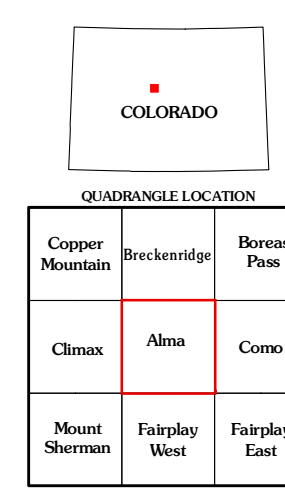 COLORADO
QUADRANGLE LOCATION
Copper
Mountain
Breckenridge
Boreas
Pass
Climax
Alma
Como
Mount
Sherman
Fairplay
West
Fairplay
East